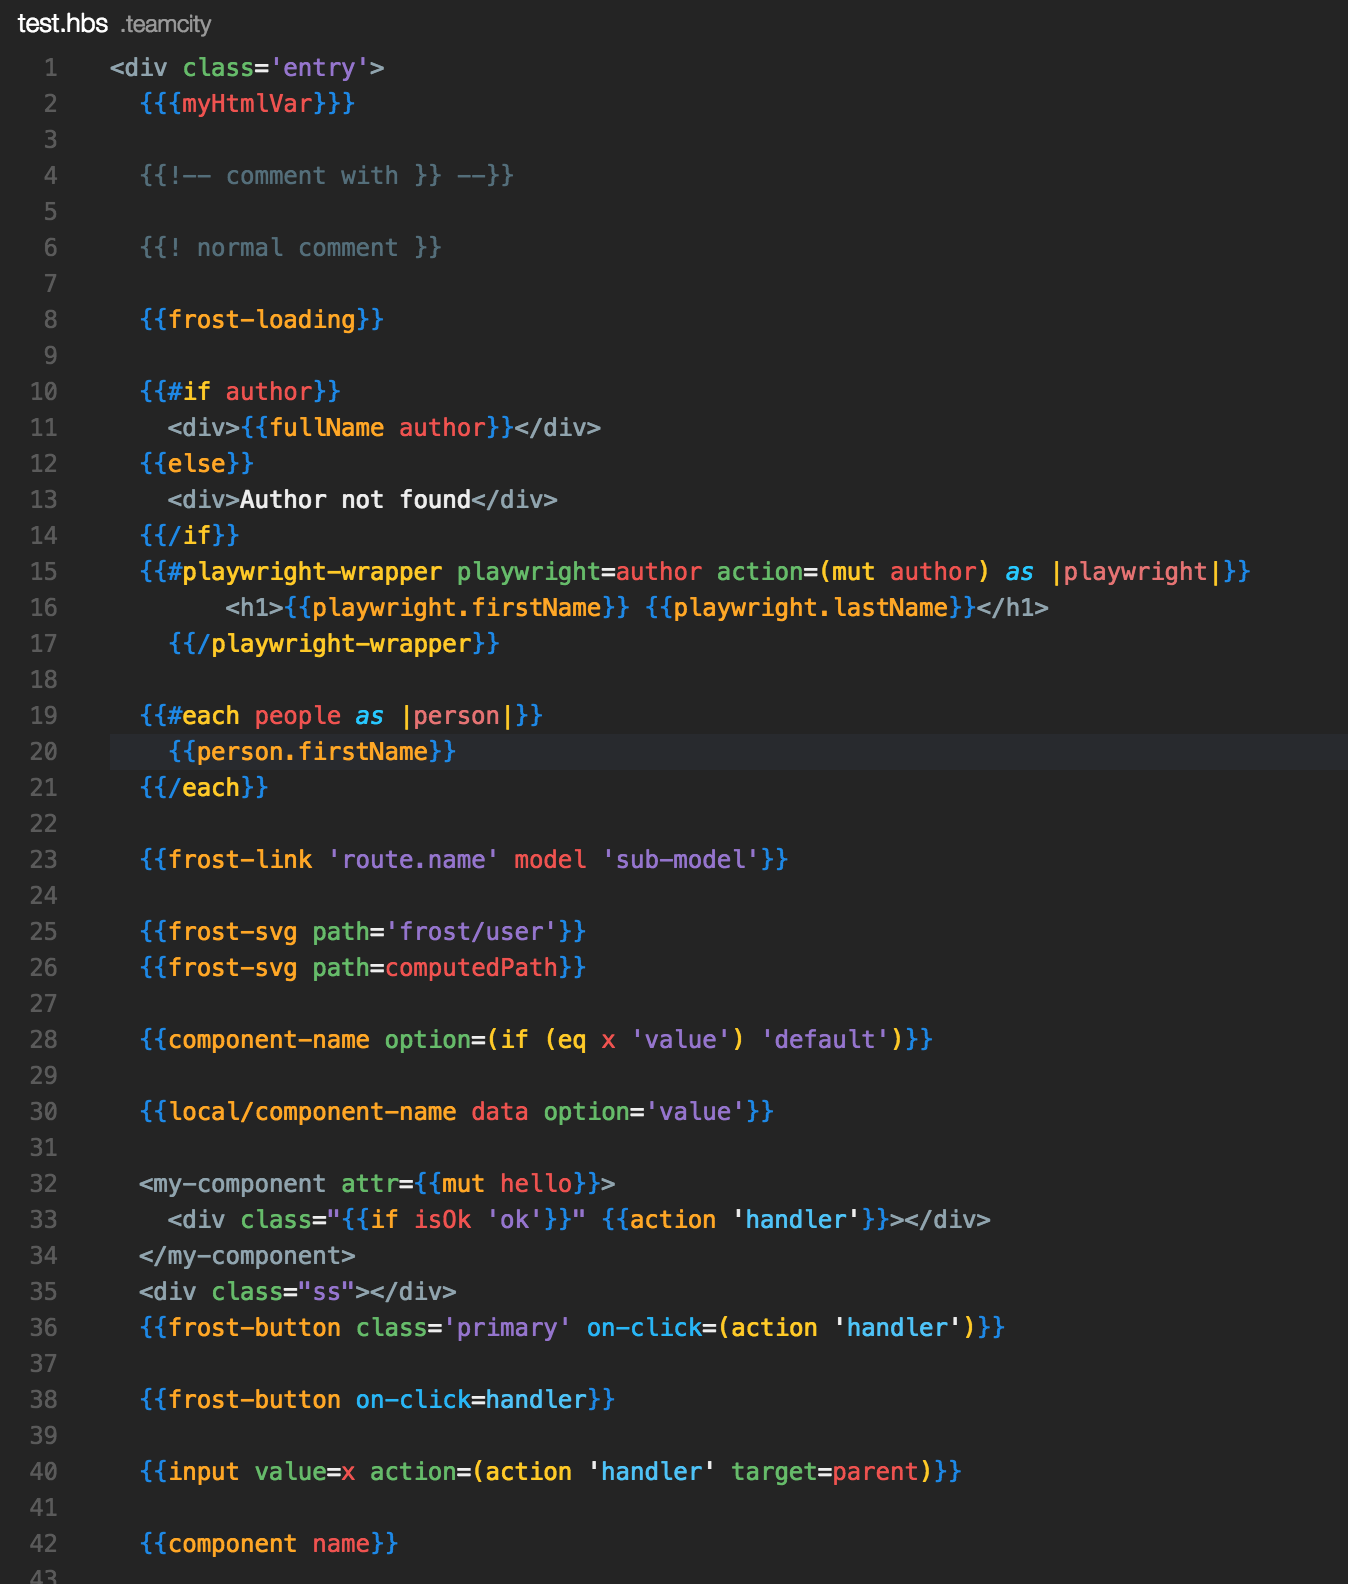 test.hbs .teamcity
1 <div class='entry'>
2 {{{myHtmlVar}}}
3
4 {{!-- comment with }} --}}
5
6 {{! normal comment }}
7
8 {{frost-loading}}
9
10 {{#if author}}
11 <div>{{fullName author}}</div>
12 {{else}}
13 <div>Author not found</div>
14 {{/if}}
15 {{#playwright-wrapper playwright=author action=(mut author) as |playwright|}}
16 <h1>{{playwright.firstName}} {{playwright.lastName}}</h1>
17 {{/playwright-wrapper}}
18
19 {{#each people as |person|}}
20 {{person.firstName}}
21 {{/each}}
22
23 {{frost-link 'route.name' model 'sub-model'}}
24
25 {{frost-svg path='frost/user'}}
26 {{frost-svg path=computedPath}}
27
28 {{component-name option=(if (eq x 'value') 'default')}}
29
30 {{local/component-name data option='value'}}
31
32 <my-component attr={{mut hello}}>
33 <div class="{{if isOk 'ok'}}" {{action 'handler'}}></div>
34 </my-component>
35 <div class="ss"></div>
36 {{frost-button class='primary' on-click=(action 'handler')}}
37
38 {{frost-button on-click=handler}}
39
40 {{input value=x action=(action 'handler' target=parent)}}
41
42 {{component name}}
43